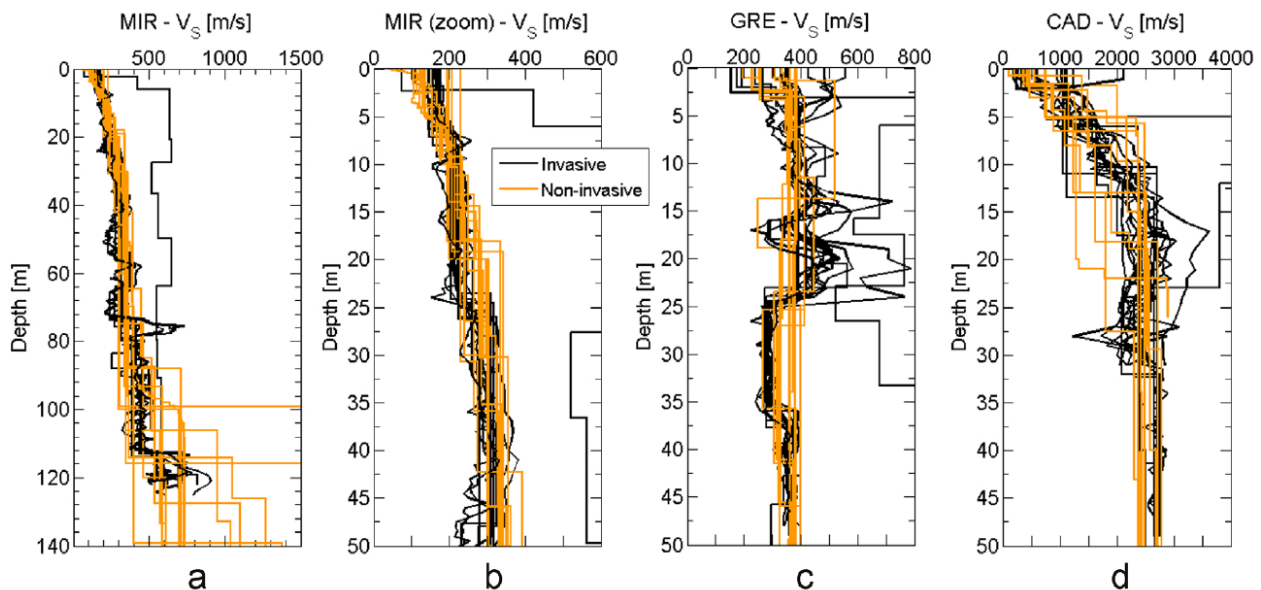 MIR - VS [m/s]
500 1000 1500
0
20
40
60
80
100
120
140
Depth [m]
a
MIR (zoom) - VS [m/s]
0 200 400 600
0
5
10
15
20
25
30
35
40
45
50
Depth [m]
Invasive
Non-invasive
b
GRE - VS [m/s]
0 200 400 600 800
0
5
10
15
20
25
30
35
40
45
50
Depth [m]
c
CAD - VS [m/s]
0 1000 2000 3000 4000
0
5
10
15
20
25
30
35
40
45
50
Depth [m]
d